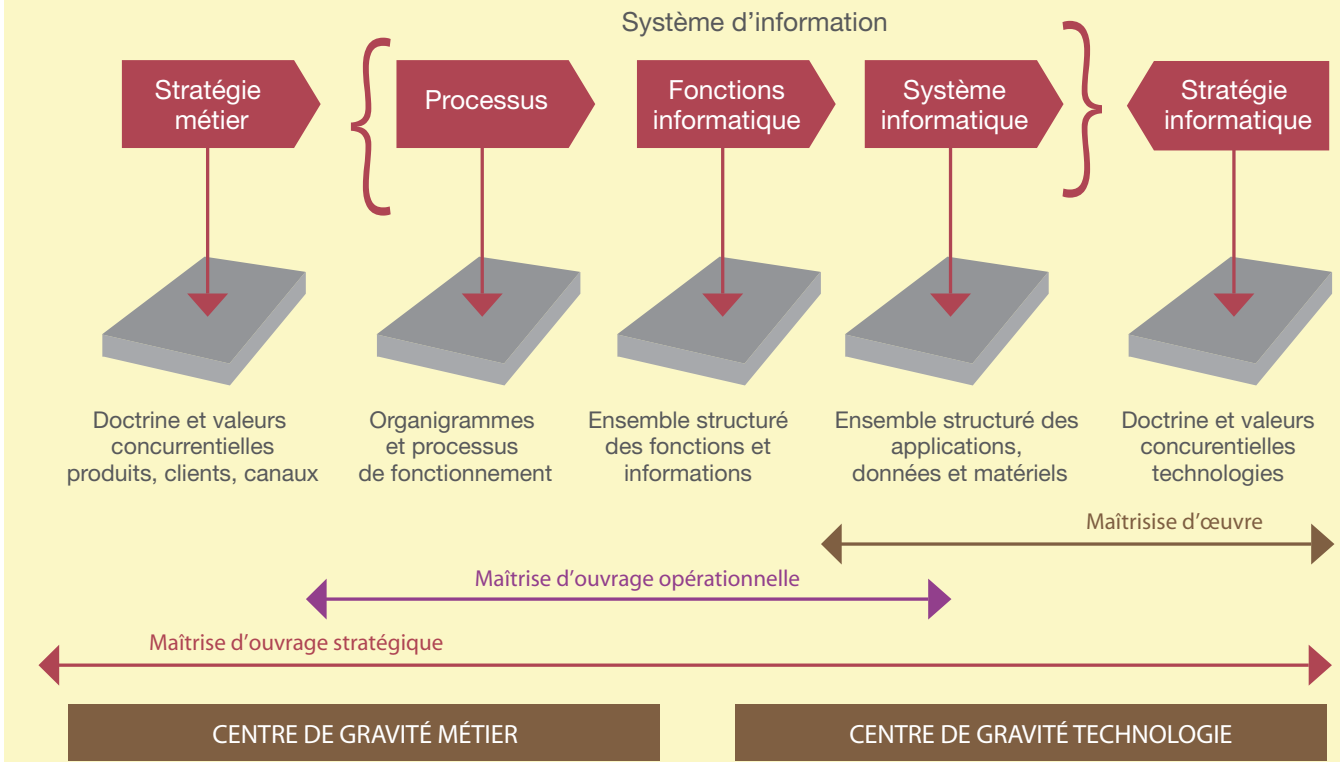 Système d’information
Stratégie
métier
Processus
Fonctions
informatique
Système
informatique
Stratégie
informatique
Doctrine et valeurs
concurrentielles
produits, clients, canaux
Organigrammes
et processus
de fonctionnement
Ensemble structuré
des fonctions et
informations
Ensemble structuré des
applications,
données et matériels
Doctrine et valeurs
concurentielles
technologies
Maîtrisise d’œuvre
Maîtrise d’ouvrage opérationnelle
Maîtrise d’ouvrage stratégique
CENTRE DE GRAVITÉ MÉTIER
CENTRE DE GRAVITÉ TECHNOLOGIE